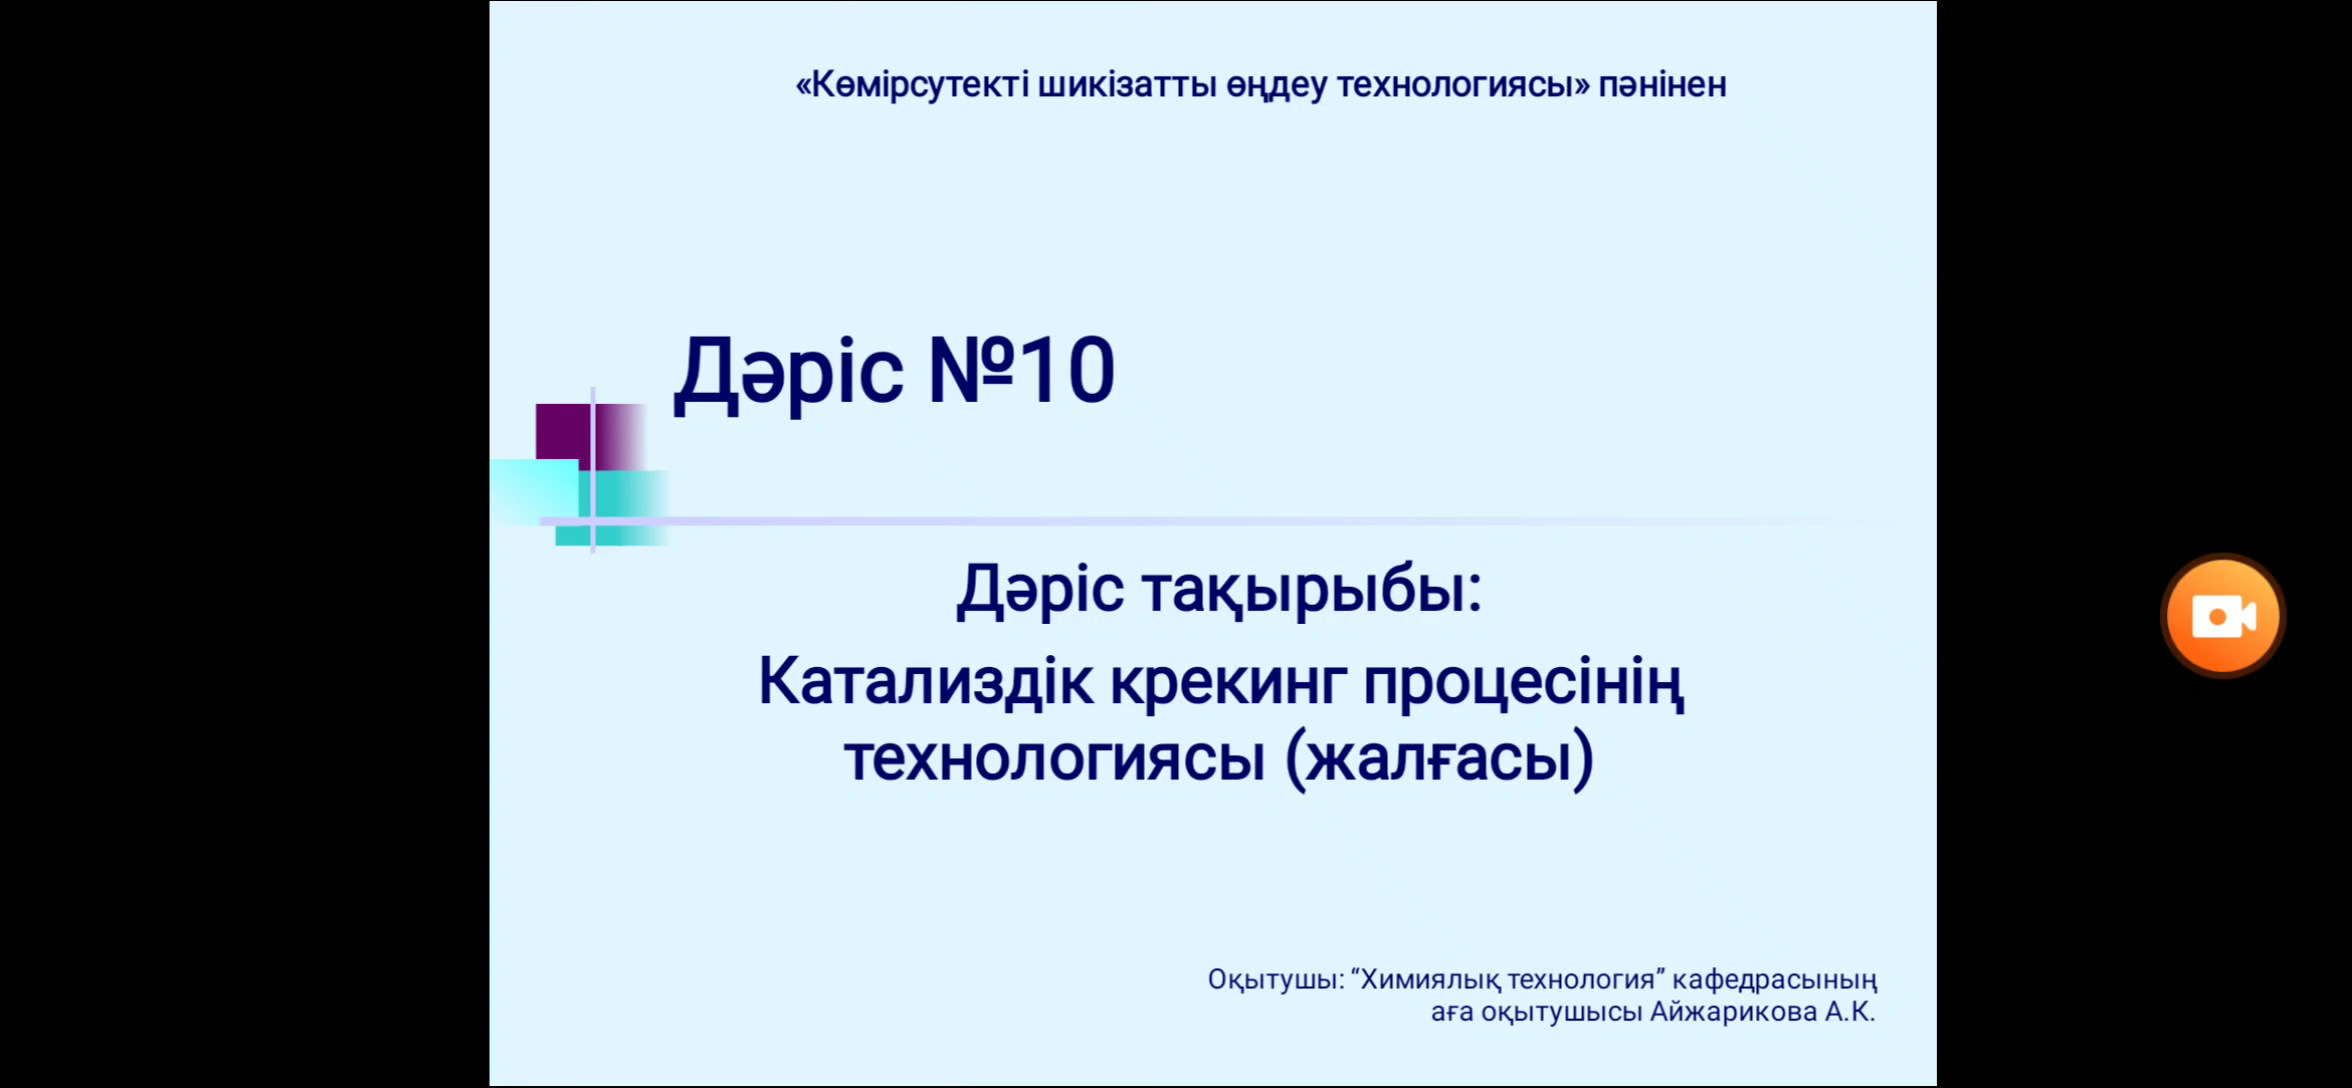 «Көмірсутекті шикізатты өңдеу технологиясы» пәнінен
Дәріс №10
Дәріс тақырыбы:
Катализдік крекинг процесінің
технологиясы (жалғасы)
Оқытушы: “Химиялық технология” кафедрасының
аға оқытушысы Айжарикова А.К.